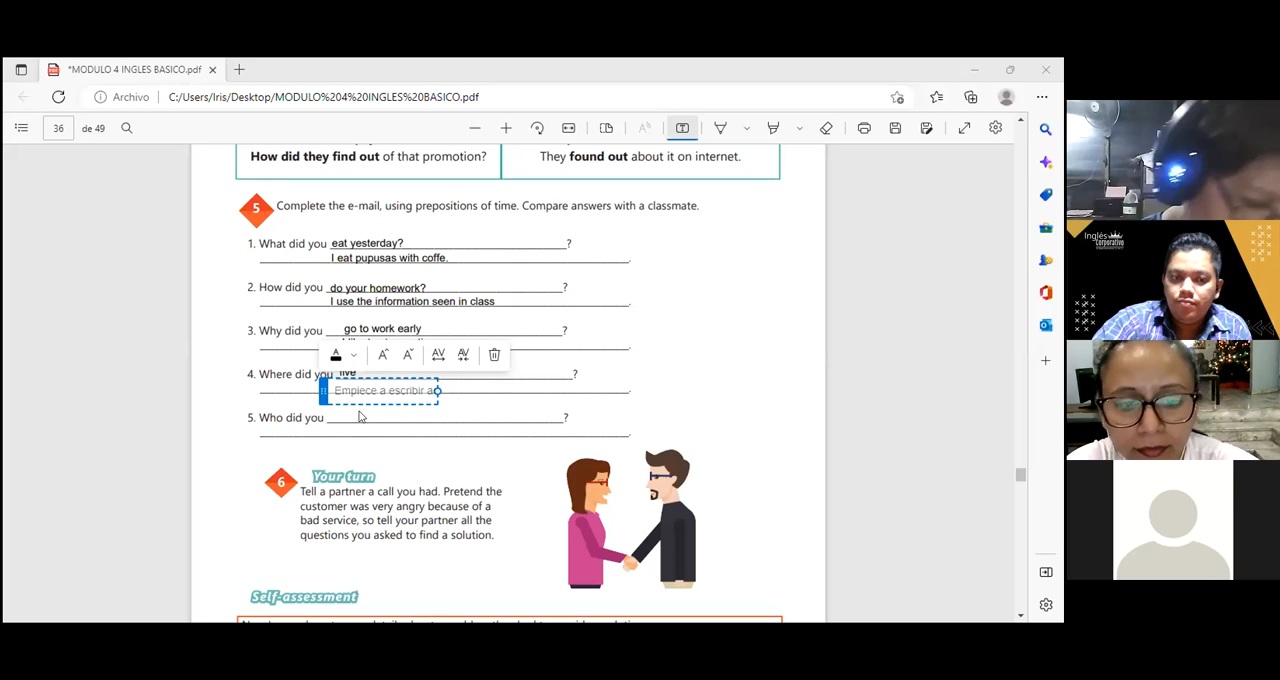 *MODULO 4 INGLES BASICO.pdf
Archivo | C:/Users/Iris/Desktop/MODULO%204%20INGLES%20BASICO.pdf
36 de 49
How did they find out of that promotion?
They found out about it on internet.
5 Complete the e-mail, using prepositions of time. Compare answers with a classmate.
1. What did you eat yesterday? ?
I eat pupusas with coffe. .
2. How did you do your homework? ?
I use the information seen in class .
3. Why did you go to work early ?
4. Where did you live ?
Empiece a escribir a
5. Who did you ?
6 Your turn
Tell a partner a call you had. Pretend the
customer was very angry because of a
bad service, so tell your partner all the
questions you asked to find a solution.
Self-assessment
Inglés
Corporativo